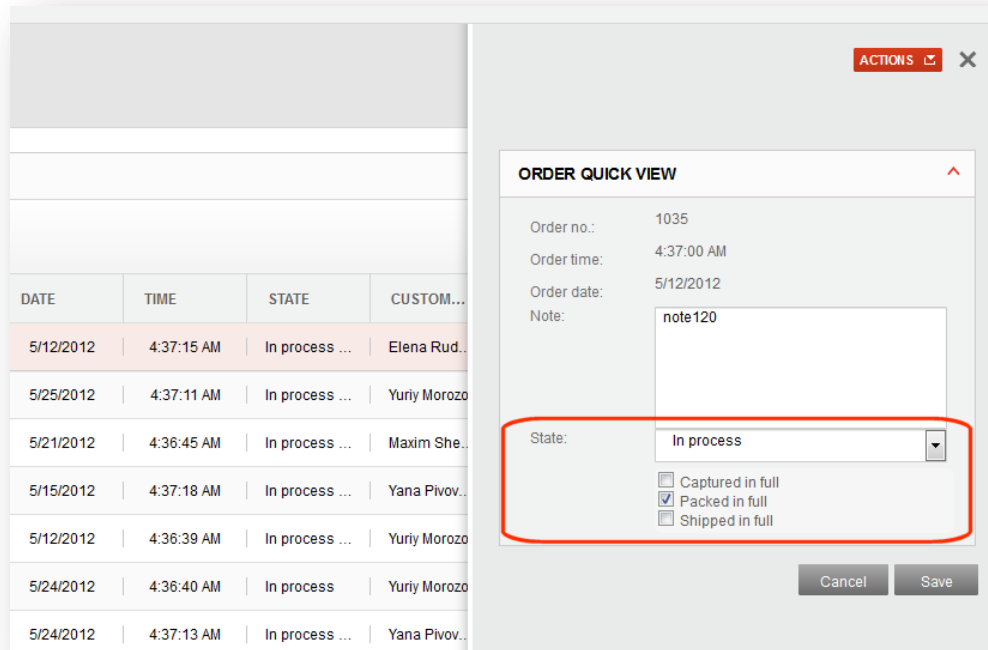 ACTIONS
ORDER QUICK VIEW
Order no.: 1035
Order time: 4:37:00 AM
Order date: 5/12/2012
Note: note120
State: In process
Captured in full
Packed in full
Shipped in full
Cancel Save
DATE TIME STATE CUSTOM...
5/12/2012 4:37:15 AM In process ... Elena Rud..
5/25/2012 4:37:11 AM In process ... Yuriy Morozo
5/21/2012 4:36:45 AM In process ... Maxim She..
5/15/2012 4:37:18 AM In process ... Yana Pivov..
5/12/2012 4:36:39 AM In process ... Yuriy Morozo
5/24/2012 4:36:40 AM In process Yuriy Morozo
5/24/2012 4:37:13 AM In process ... Yana Pivov..